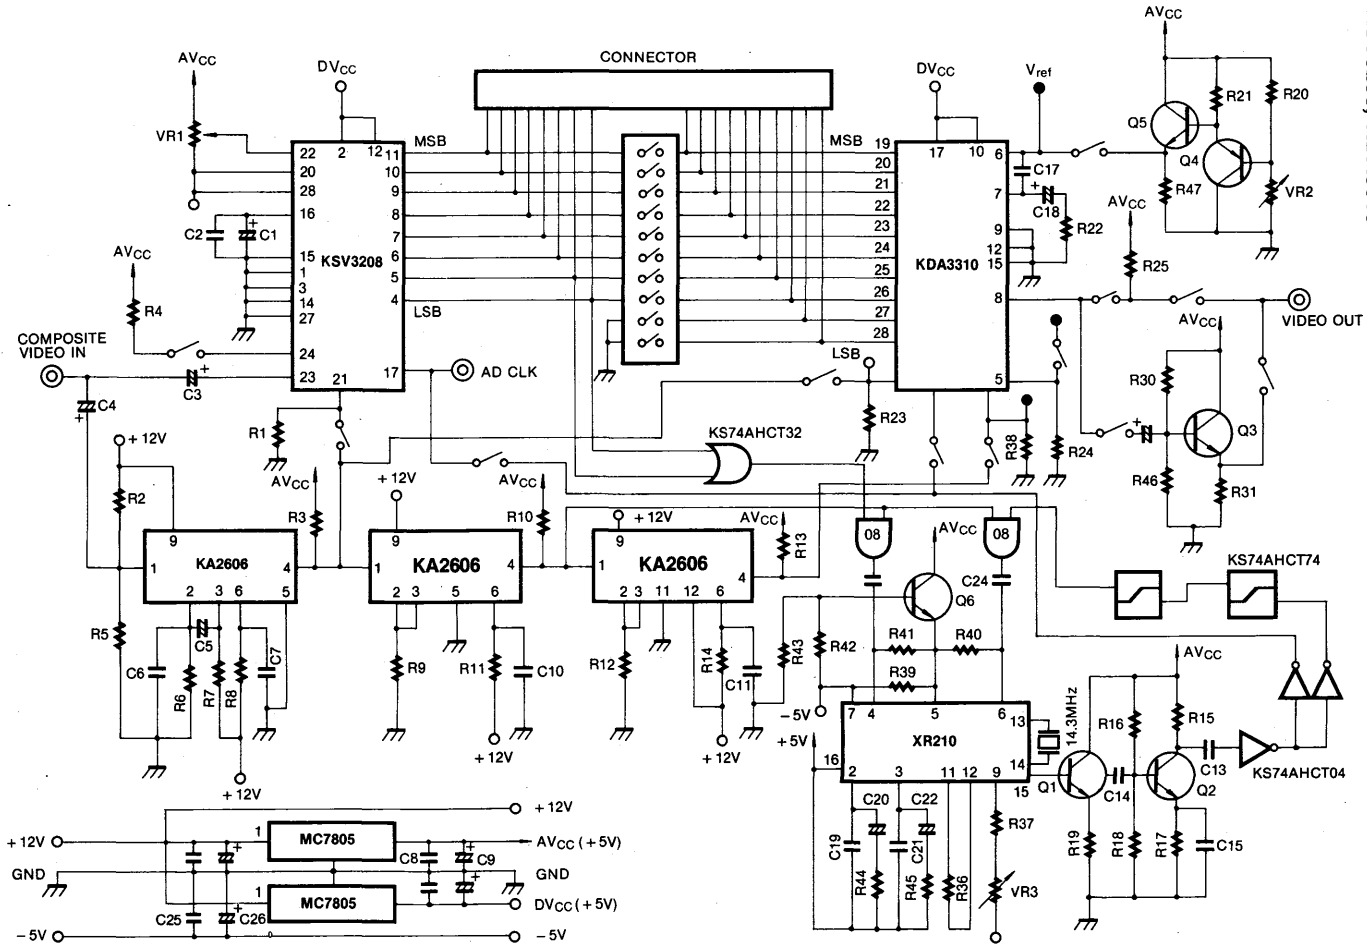 CONNECTOR
AVCC
DVCC
DVCC
Vref
AVCC
VR1
22
20
28
16
15
1
3
14
27
24
23
2
12
11
10
9
8
7
6
5
4
17
21
KSV3208
MSB
LSB
MSB
19
20
21
22
23
24
25
26
27
28
17
10
6
7
9
12
15
8
5
KDA3310
LSB
C17
+
C18
R22
Q5
R21
R20
Q4
R47
VR2
AVCC
R25
VIDEO OUT
AVCC
R30
+
Q3
R46
R31
C2
+
C1
AVCC
R4
COMPOSITE
VIDEO IN
+
C3
C4
+
AD CLK
R1
R23
R38
R24
KS74AHCT32
+12V
R2
9
1
KA2606
4
2
3
6
5
AVCC
R3
+12V
9
1
KA2606
4
2
3
5
6
AVCC
R10
+12V
9
1
KA2606
4
2
3
11
12
6
AVCC
R13
08
08
AVCC
C24
Q6
KS74AHCT74
R5
C6
C5
R6
R7
R8
C7
+12V
R9
R11
C10
+12V
R12
R14
C11
+12V
R43
R42
R41
R40
R39
-5V
+5V
7
4
5
6
13
14
16
XR210
2
3
11
12
9
15
14.3MHz
Q1
R16
C14
AVCC
R15
Q2
C13
KS74AHCT04
C20
C22
C19
C21
R44
R45
R36
R37
VR3
R19
R18
R17
C15
+12V
+12V
1
MC7805
AVCC (+5V)
+
C8
+
C9
GND
GND
1
MC7805
DVCC (+5V)
C25
+
C26
+
-5V
-5V